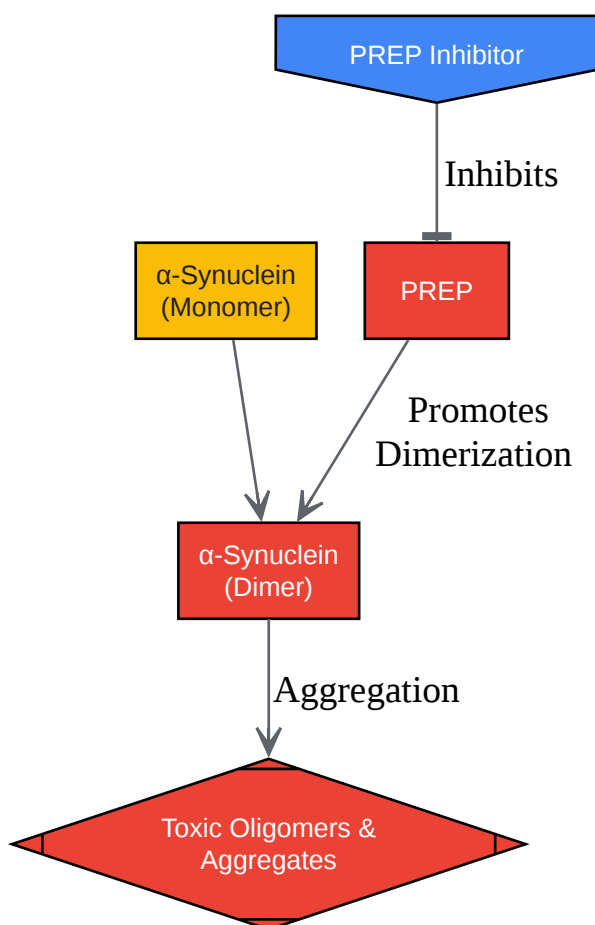 PREP Inhibitor
Inhibits
α-Synuclein
(Monomer)
PREP
Promotes
Dimerization
α-Synuclein
(Dimer)
Aggregation
Toxic Oligomers &
Aggregates